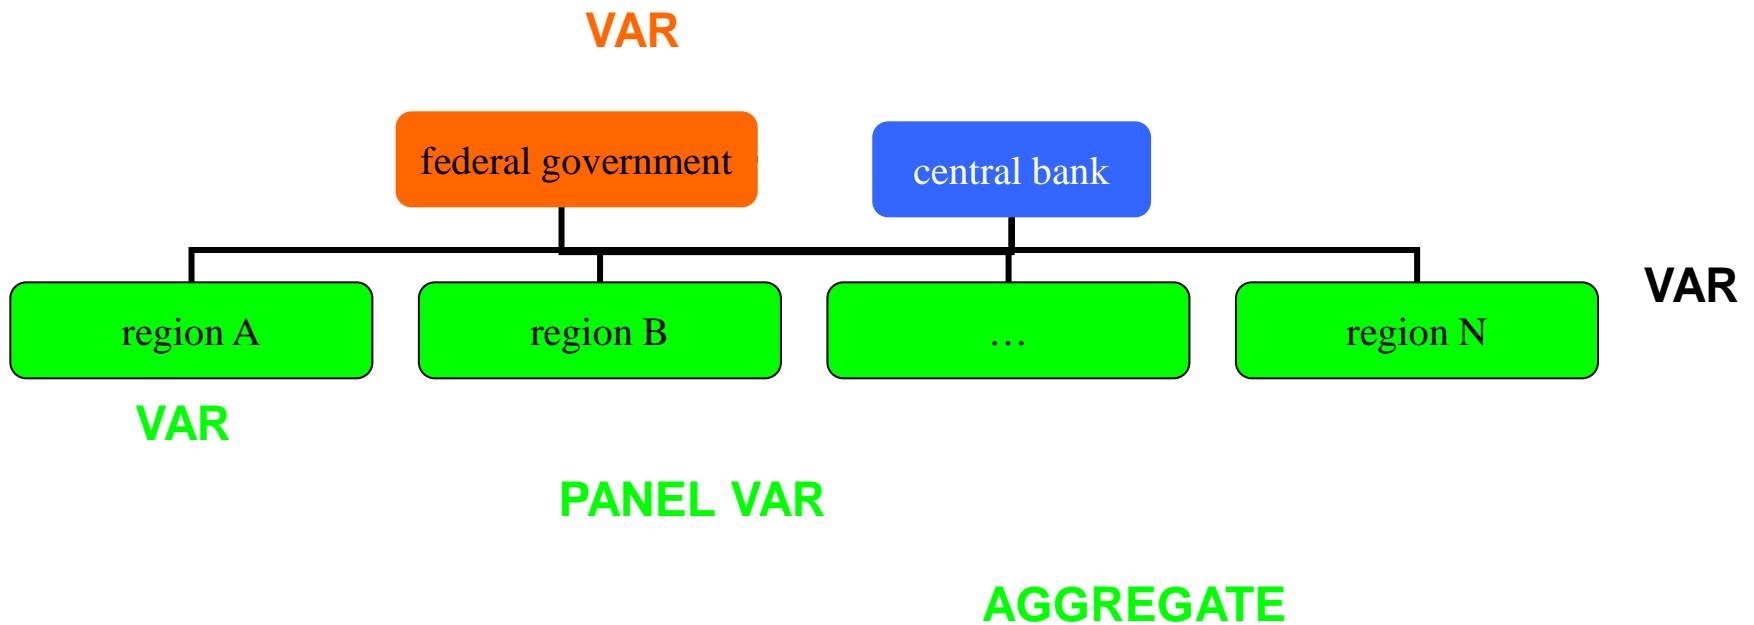 VAR
federal government
central bank
region A
region B
…
region N
VAR
VAR
PANEL VAR
AGGREGATE